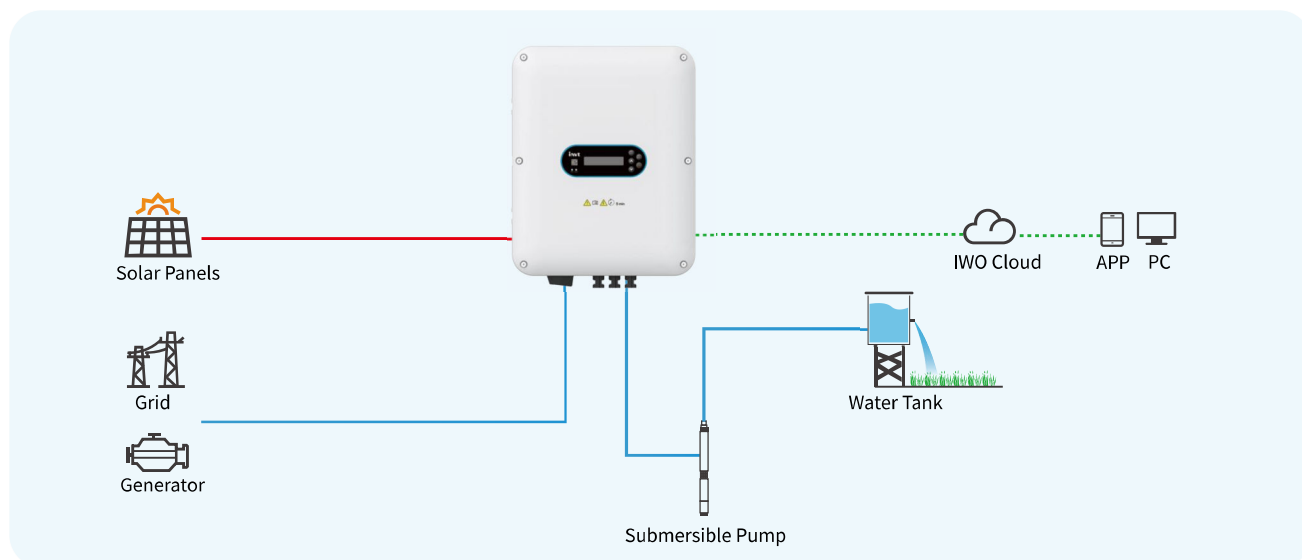 Solar Panels
IWO Cloud
APP
PC
Grid
Water Tank
Generator
Submersible Pump